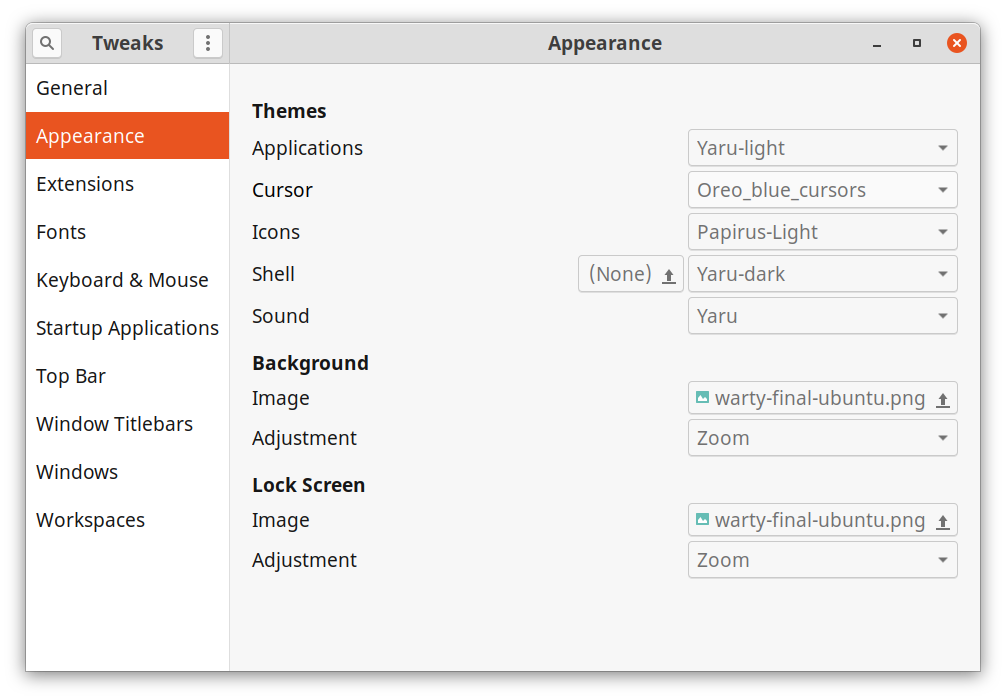 Tweaks
Appearance
General
Appearance
Extensions
Fonts
Keyboard & Mouse
Startup Applications
Top Bar
Window Titlebars
Windows
Workspaces
Themes
Applications Yaru-light
Cursor Oreo_blue_cursors
Icons Papirus-Light
Shell (None) Yaru-dark
Sound Yaru
Background
Image warty-final-ubuntu.png
Adjustment Zoom
Lock Screen
Image warty-final-ubuntu.png
Adjustment Zoom